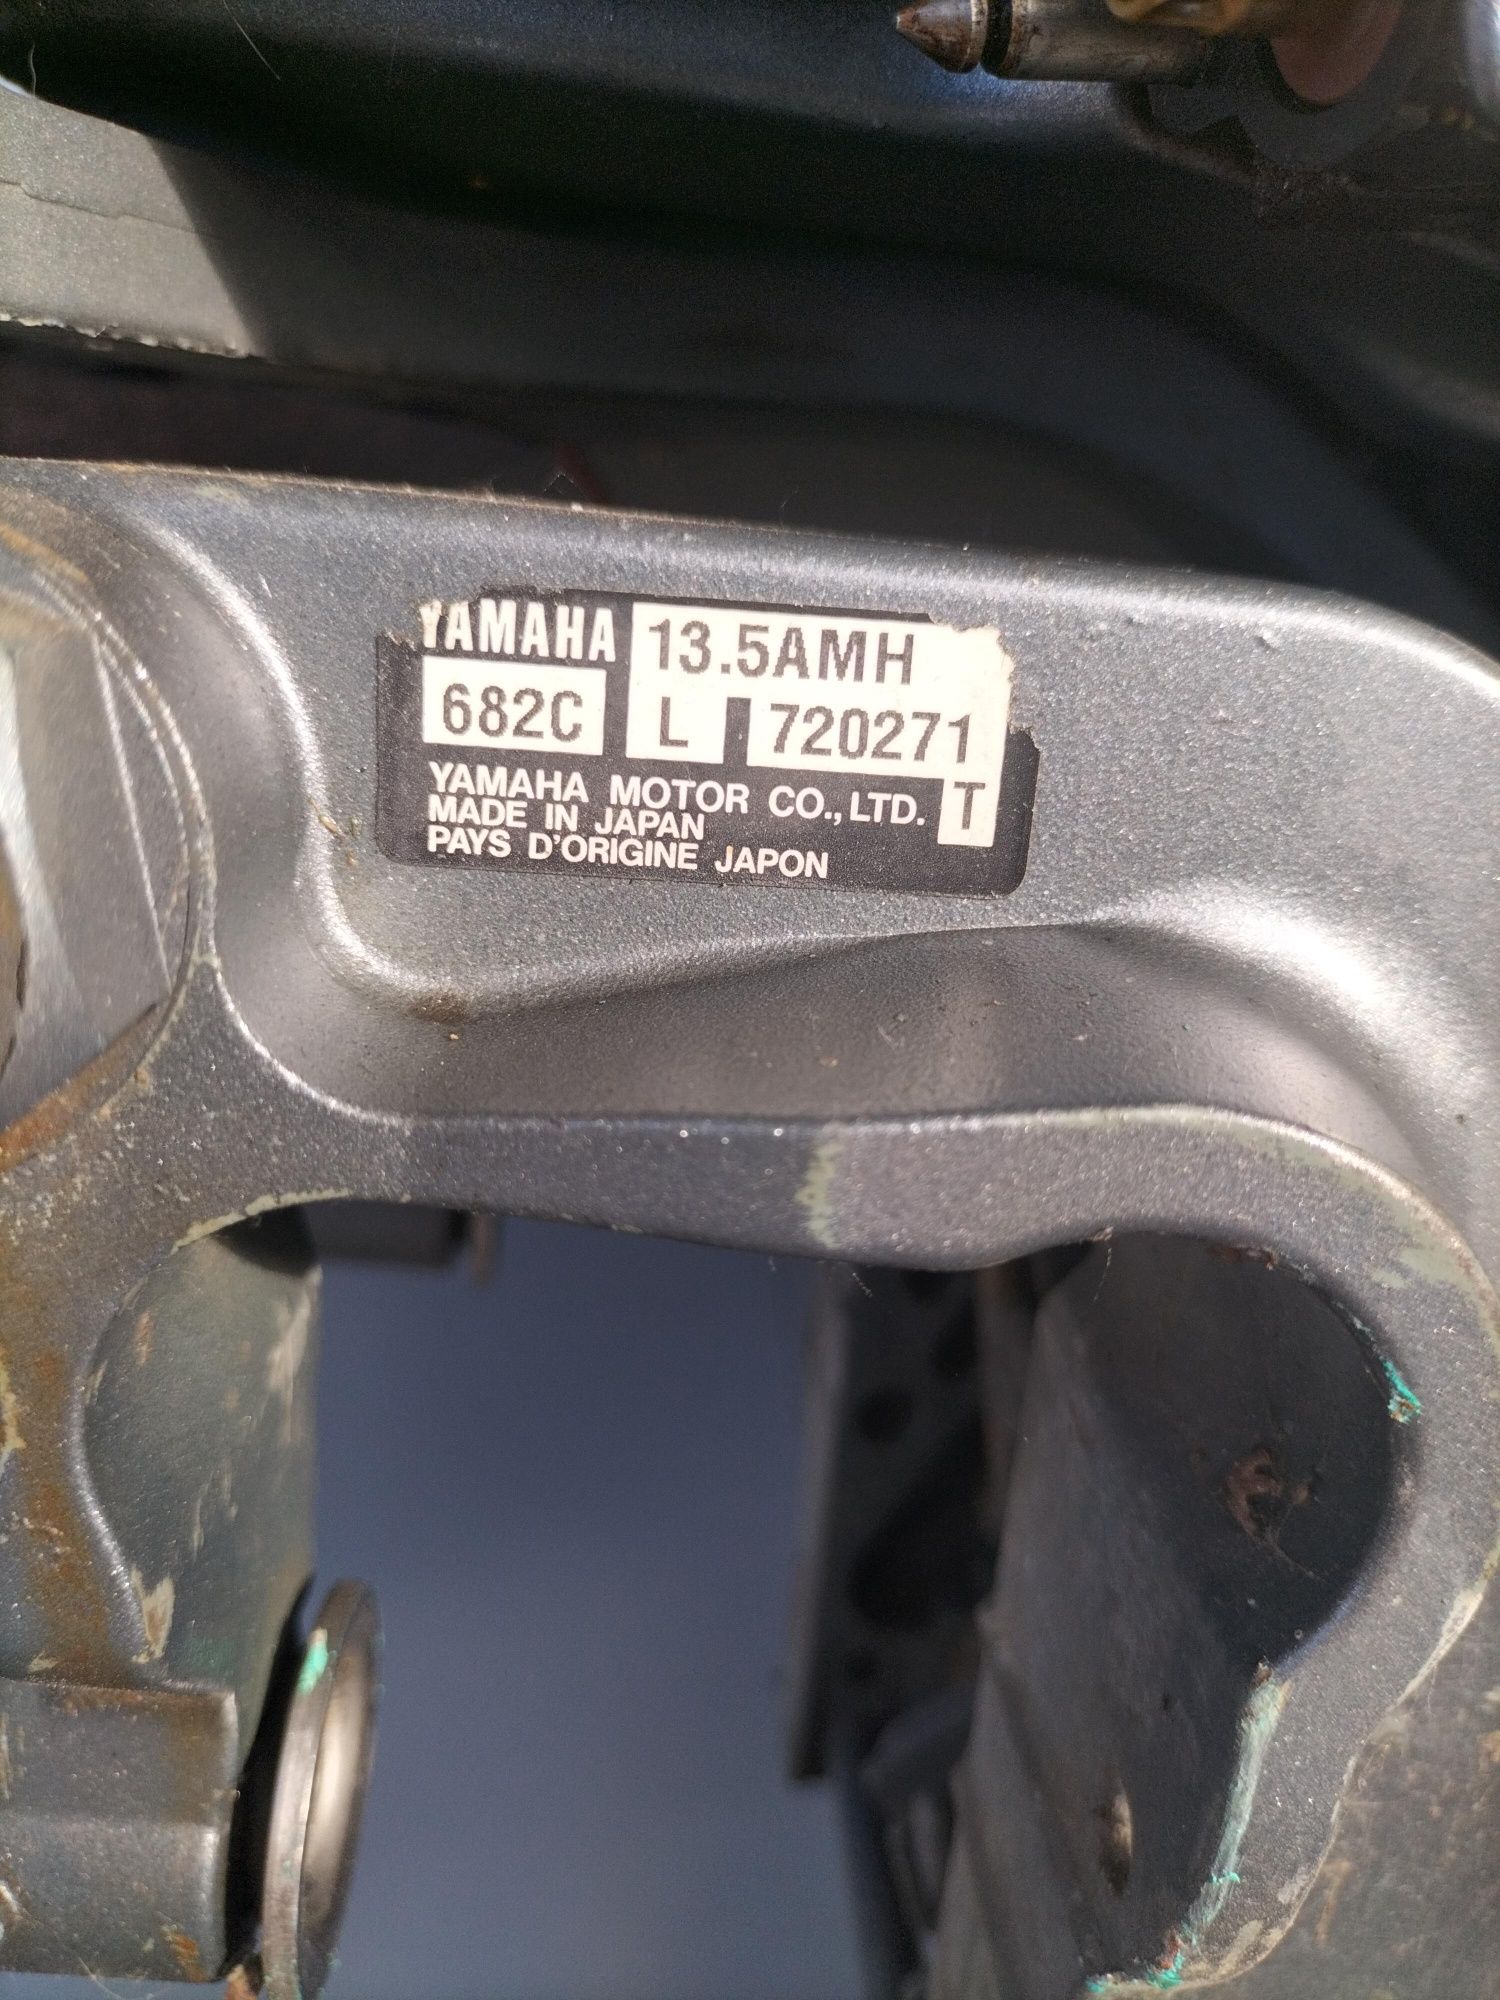 YAMAHA 13.5AMH
682C L 720271
YAMAHA MOTOR CO., LTD. T
MADE IN JAPAN
PAYS D'ORIGINE JAPON